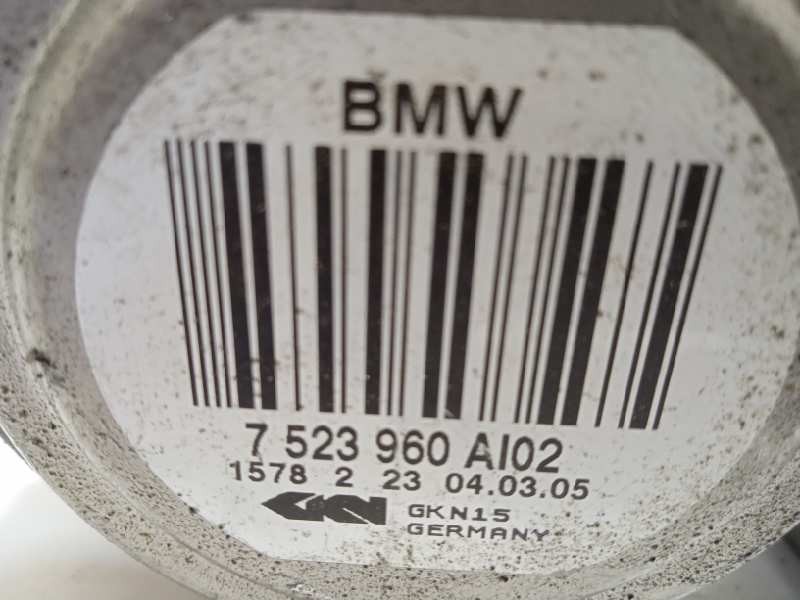 BMW
7 523 960 AI02
1578 2 23 04.03.05
GKN GKN15
GERMANY